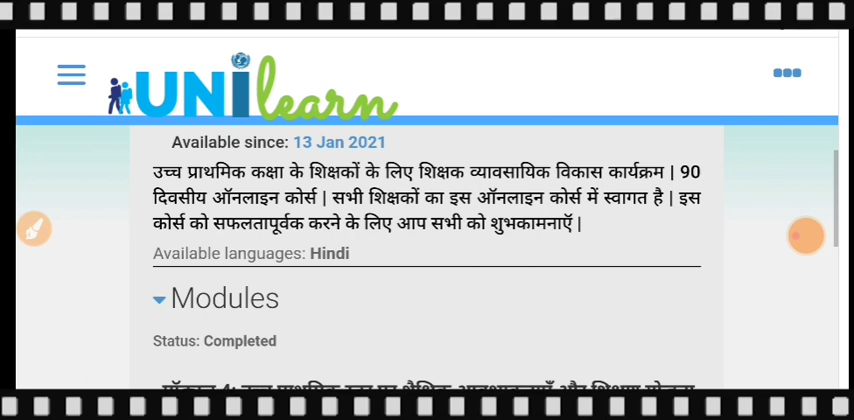 UNilearn
Available since: 13 Jan 2021
उच्च प्राथमिक कक्षा के शिक्षकों के लिए शिक्षक व्यावसायिक विकास कार्यक्रम | 90
दिवसीय ऑनलाइन कोर्स | सभी शिक्षकों का इस ऑनलाइन कोर्स में स्वागत है | इस
कोर्स को सफलतापूर्वक करने के लिए आप सभी को शुभकामनाएँ |
Available languages: Hindi
Modules
Status: Completed